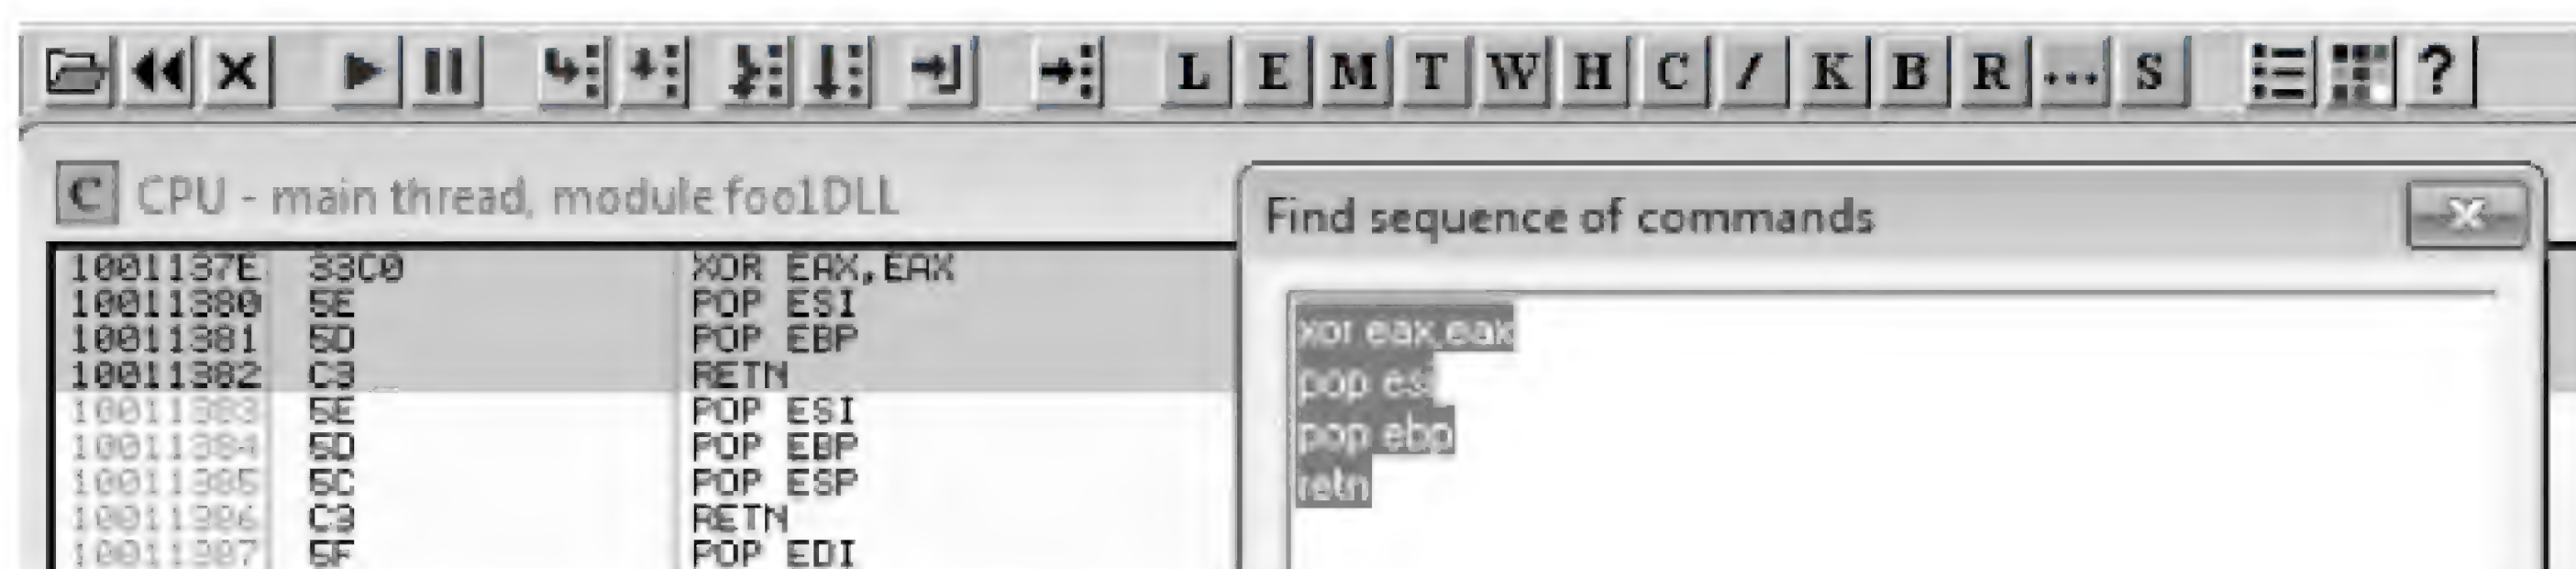 L E M T W H C / K B R ... S ?
C CPU - main thread, module foo1DLL
1001137E 33C0 XOR EAX,EAX
10011380 5E POP ESI
10011381 5D POP EBP
10011382 C3 RETN
10011383 5E POP ESI
10011384 5D POP EBP
10011385 5C POP ESP
10011386 C3 RETN
10011387 5F POP EDI
Find sequence of commands
xor eax,eax
pop esi
pop ebp
retn